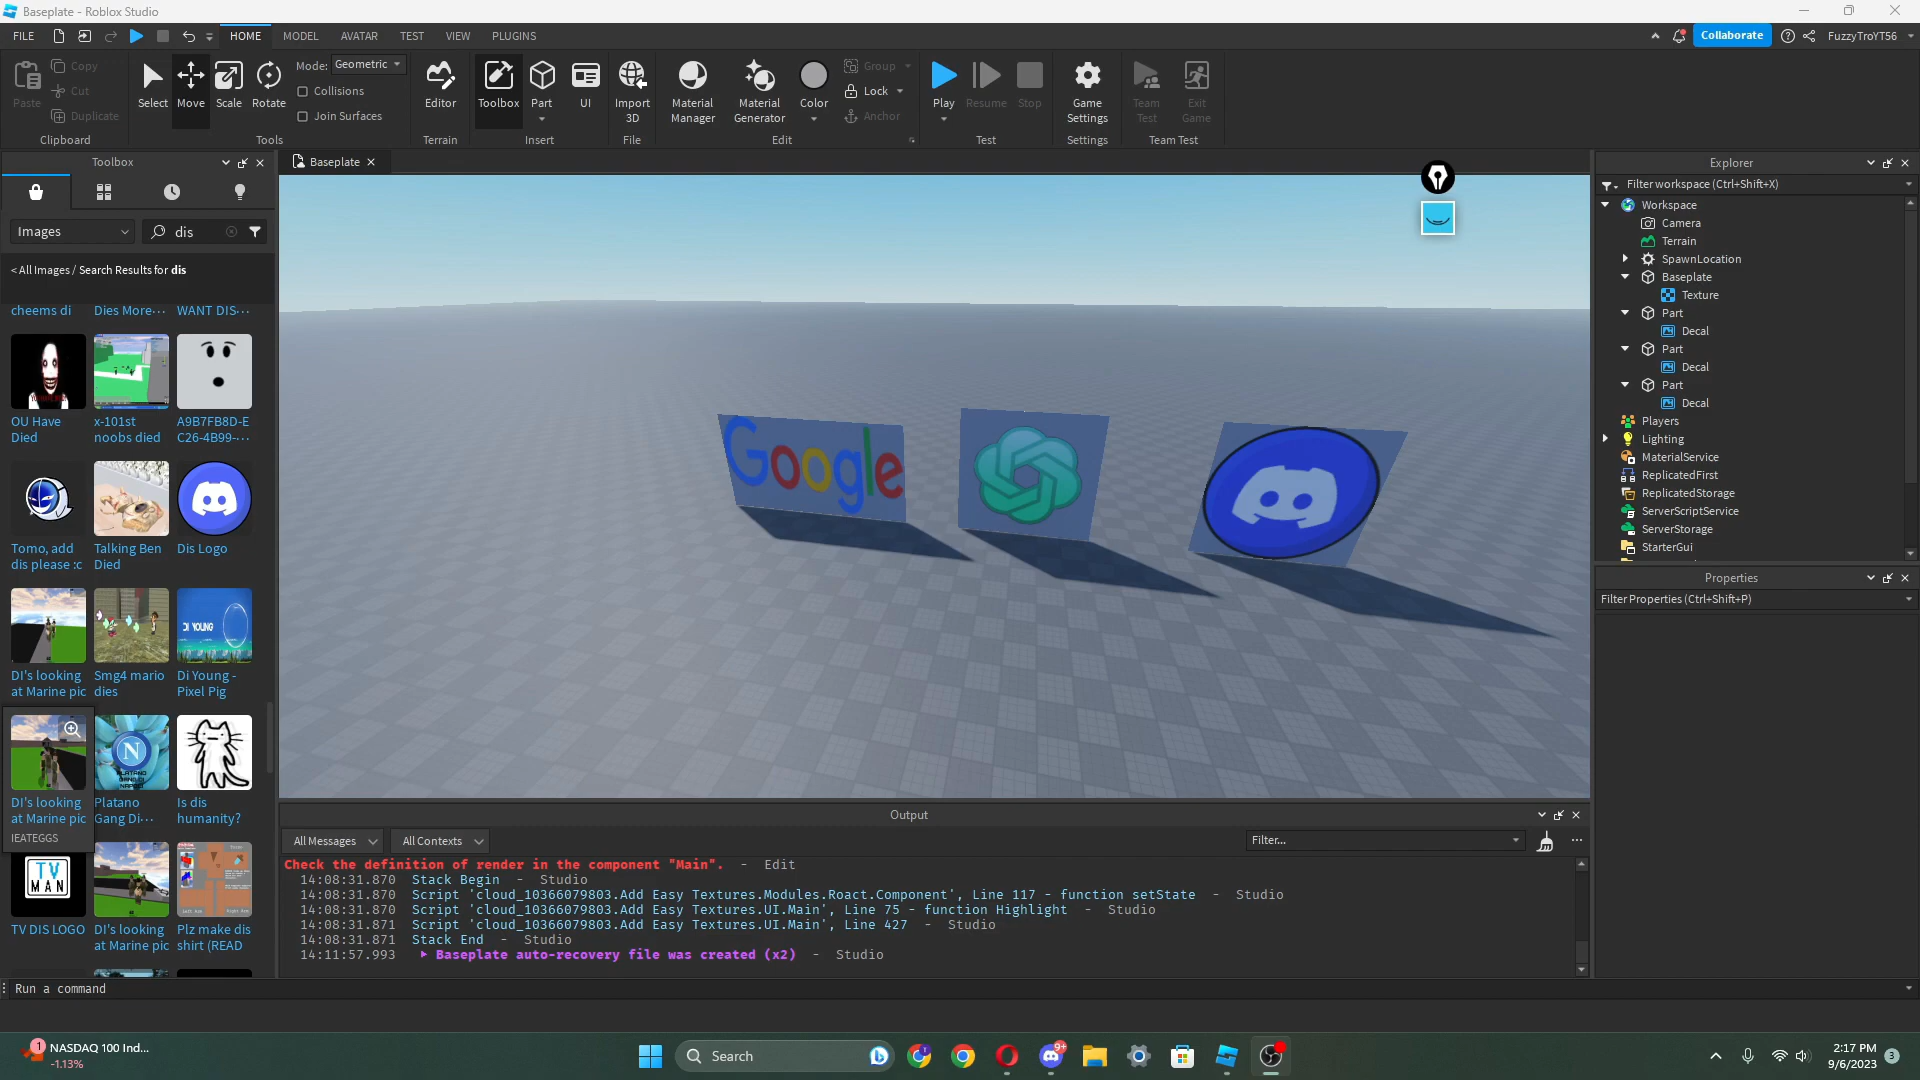 Baseplate - Roblox Studio
FILE
HOME
MODEL
AVATAR
TEST
VIEW
PLUGINS
Collaborate
FuzzyTroYT56
Paste
Copy
Cut
Duplicate
Clipboard
Select
Move
Scale
Rotate
Mode: Geometric
Collisions
Join Surfaces
Tools
Editor
Terrain
Toolbox
Part
UI
Insert
Import
3D
File
Material
Manager
Material
Generator
Color
Group
Lock
Anchor
Edit
Play
Resume
Stop
Test
Game
Settings
Settings
Team
Test
Exit
Game
Team Test
Toolbox
Images
dis
< All Images / Search Results for dis
cheems di
Dies More...
WANT DIS...
OU Have
Died
x-101st
noobs died
A9B7FB8D-E
C26-4B99-...
Tomo, add
dis please :c
Talking Ben
Died
Dis Logo
DI YOUNG
DI's looking
at Marine pic
Smg4 mario
dies
Di Young -
Pixel Pig
N
PLATANO
GANG DI
NAPOLI
DI's looking
at Marine pic
IEATEGGS
Platano
Gang Di...
Is dis
humanity?
TV
MAN
TV DIS LOGO
DI's looking
at Marine pic
Plz make dis
shirt (READ
Baseplate
Google
Output
All Messages
All Contexts
Filter...
Check the definition of render in the component "Main". - Edit
14:08:31.870 Stack Begin - Studio
14:08:31.870 Script 'cloud_10366079803.Add Easy Textures.Modules.Roact.Component', Line 117 - function setState - Studio
14:08:31.870 Script 'cloud_10366079803.Add Easy Textures.UI.Main', Line 75 - function Highlight - Studio
14:08:31.871 Script 'cloud_10366079803.Add Easy Textures.UI.Main', Line 427 - Studio
14:08:31.871 Stack End - Studio
14:11:57.993 Baseplate auto-recovery file was created (x2) - Studio
Explorer
Filter workspace (Ctrl+Shift+X)
Workspace
Camera
Terrain
SpawnLocation
Baseplate
Texture
Part
Decal
Part
Decal
Part
Decal
Players
Lighting
MaterialService
ReplicatedFirst
ReplicatedStorage
ServerScriptService
ServerStorage
StarterGui
Properties
Filter Properties (Ctrl+Shift+P)
Run a command
1
NASDAQ 100 Ind...
-1.13%
Search
9+
2:17 PM
9/6/2023
3